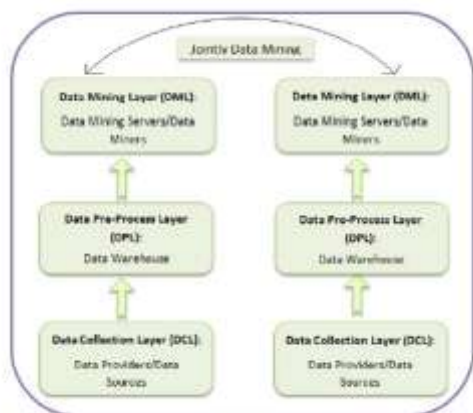 Jointly Data Mining
Data Mining Layer (DML):
Data Mining Servers/Data
Miners
Data Mining Layer (DML):
Data Mining Servers/Data
Miners
Data Pre-Process Layer
(DPL):
Data Warehouse
Data Pre-Process Layer
(DPL):
Data Warehouse
Data Collection Layer (DCL):
Data Providers/Data
Sources
Data Collection Layer (DCL):
Data Providers/Data
Sources